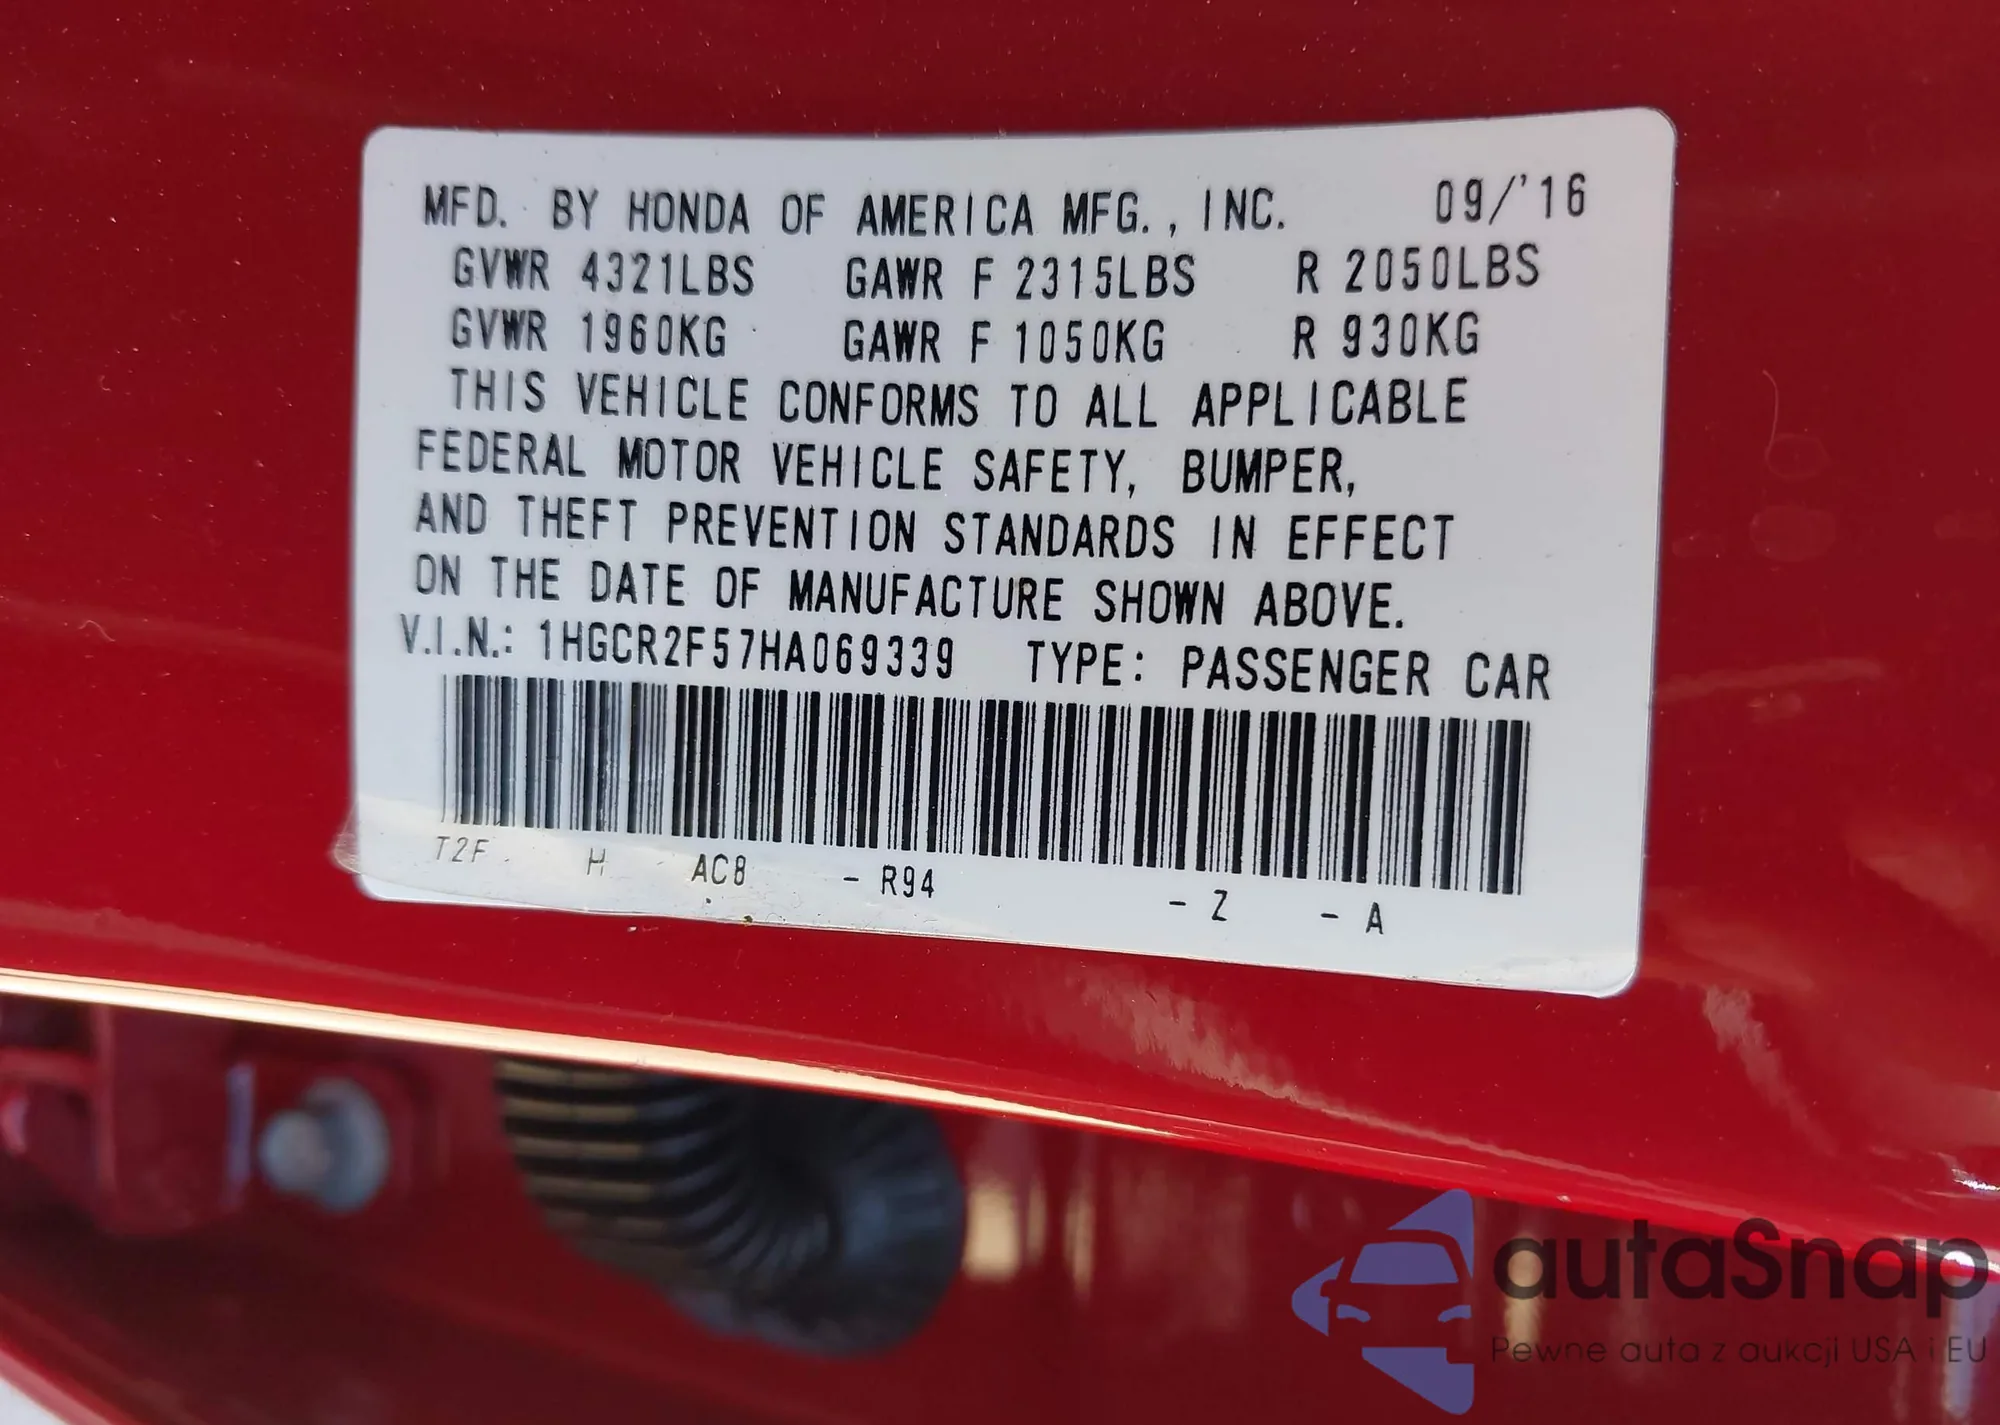 MFD. BY HONDA OF AMERICA MFG., INC. 09/'16
GVWR 4321LBS GAWR F 2315LBS R 2050LBS
GVWR 1960KG GAWR F 1050KG R 930KG
THIS VEHICLE CONFORMS TO ALL APPLICABLE
FEDERAL MOTOR VEHICLE SAFETY, BUMPER,
AND THEFT PREVENTION STANDARDS IN EFFECT
ON THE DATE OF MANUFACTURE SHOWN ABOVE.
V.I.N.: 1HGCR2F57HA069339 TYPE: PASSENGER CAR
T2F H AC8 - R94 - Z - A
autaSnap
Pewne auta z aukcji USA i EU